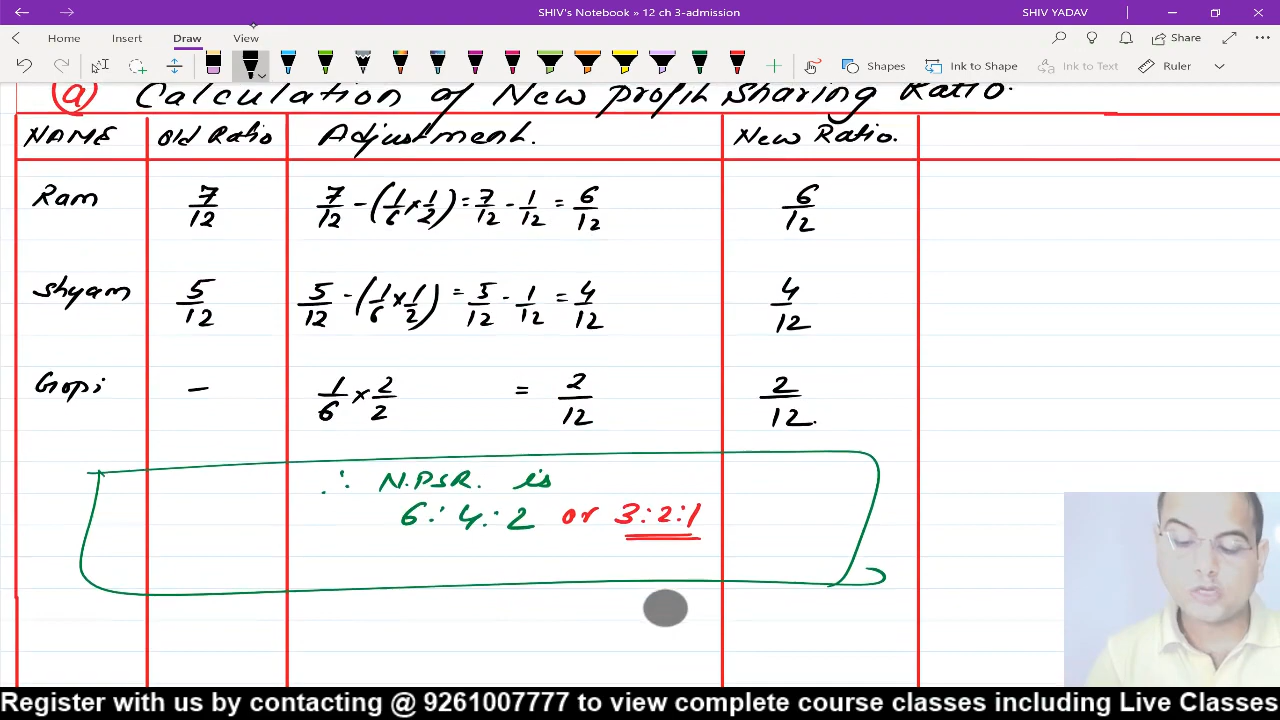 SHIV's Notebook » 12 ch 3-admission
SHIV YADAV
Home Insert Draw View
Share
Shapes Ink to Shape Ink to Text Ruler
(a) Calculation of New profit Sharing Ratio.
NAME Old Ratio Adjustment. New Ratio.
Ram 7/12 7/12 - (1/6 × 1/2) = 7/12 - 1/12 = 6/12 6/12
Shyam 5/12 5/12 - (1/6 × 1/2) = 5/12 - 1/12 = 4/12 4/12
Gopi - 1/6 × 2/2 = 2/12 2/12.
∴ N.PSR. is
6:4:2 or 3:2:1
Register with us by contacting @ 9261007777 to view complete course classes including Live Classes